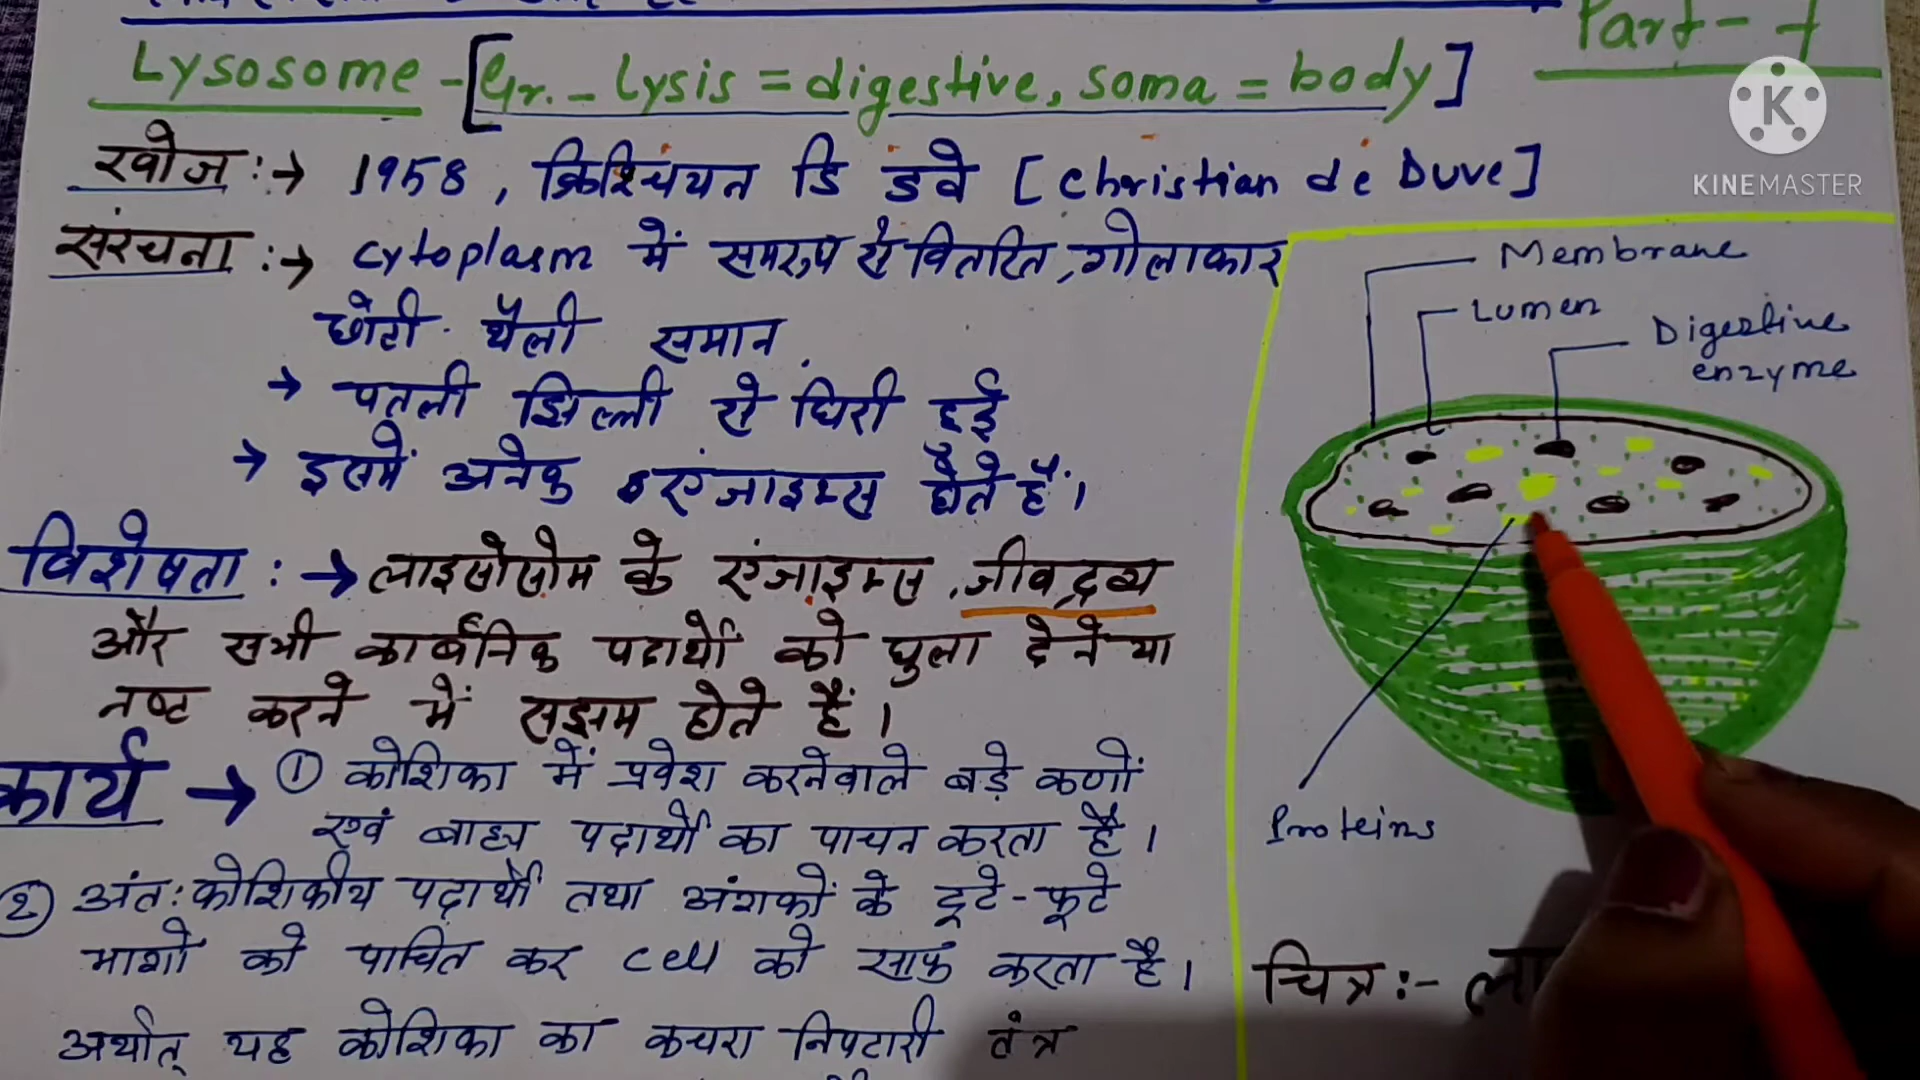 Part- 1
Lysosome - [Gr. - Lysis = digestive, soma = body]
KINEMASTER
खोज :→ 1958, क्रिश्चियन डि डवे [Christian de Duve]
संरचना :→ cytoplasm में समरूप से वितरित, गोलाकार
छोटी थैली समान.
→ पतली झिल्ली से घिरी हुई
→ इसमें अनेक एंजाइम्स होते हैं।
विशेषता :→ लाइसोसोम के एंजाइम्स, जीवद्रव्य
और सभी कार्बनिक पदार्थो को घुला देने या
नष्ट करने में सक्षम होते हैं।
कार्य → ① कोशिका में प्रवेश करनेवाले बड़े कणों
एवं बाह्य पदार्थों का पाचन करता है।
② अंत:कोशिकीय पदार्थों तथा अंगकों के टूटे-फूटे
भागो को पाचित कर cell को साफ करता है।
अर्थात् यह कोशिका का कचरा निपटारी तंत्र
Membrane
Lumen
Digestive
enzyme
Proteins
चित्र :- ला